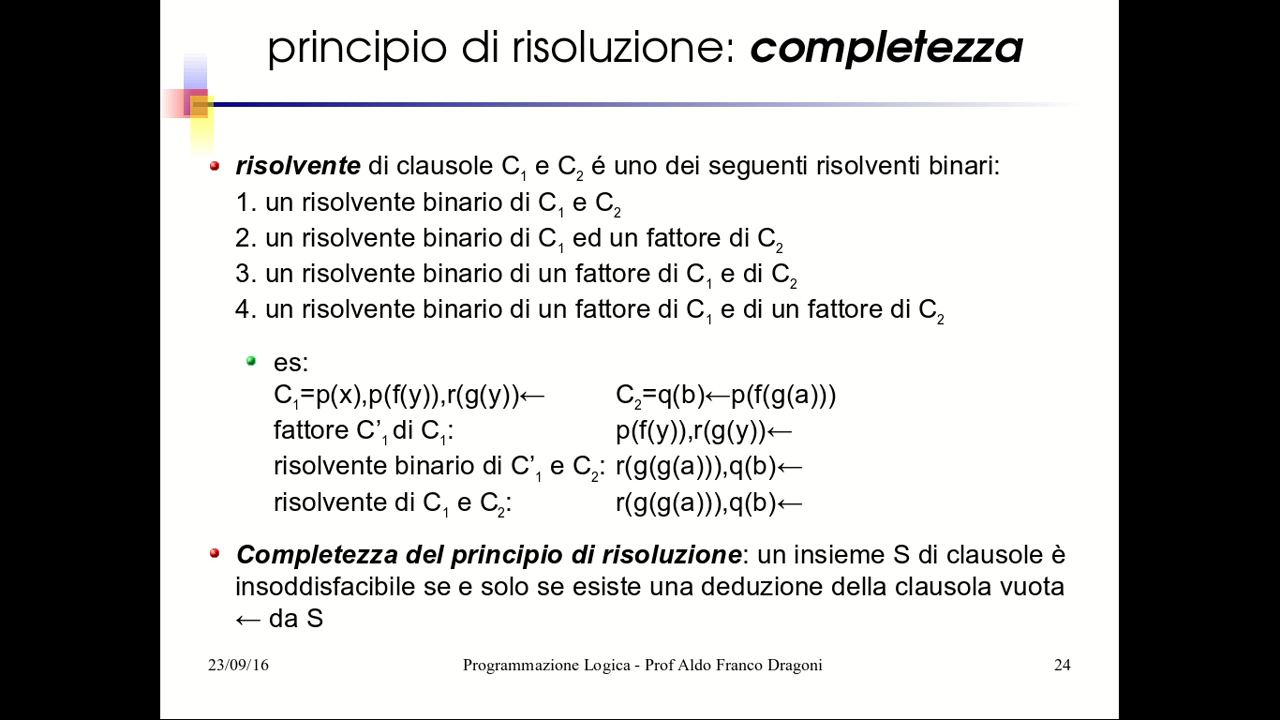 principio di risoluzione: completezza
risolvente di clausole C1 e C2 é uno dei seguenti risolventi binari:
1. un risolvente binario di C1 e C2
2. un risolvente binario di C1 ed un fattore di C2
3. un risolvente binario di un fattore di C1 e di C2
4. un risolvente binario di un fattore di C1 e di un fattore di C2
es:
C1=p(x),p(f(y)),r(g(y))← C2=q(b)←p(f(g(a)))
fattore C’1 di C1: p(f(y)),r(g(y))←
risolvente binario di C’1 e C2: r(g(g(a))),q(b)←
risolvente di C1 e C2: r(g(g(a))),q(b)←
Completezza del principio di risoluzione: un insieme S di clausole è
insoddisfacibile se e solo se esiste una deduzione della clausola vuota
← da S
23/09/16 Programmazione Logica - Prof Aldo Franco Dragoni 24